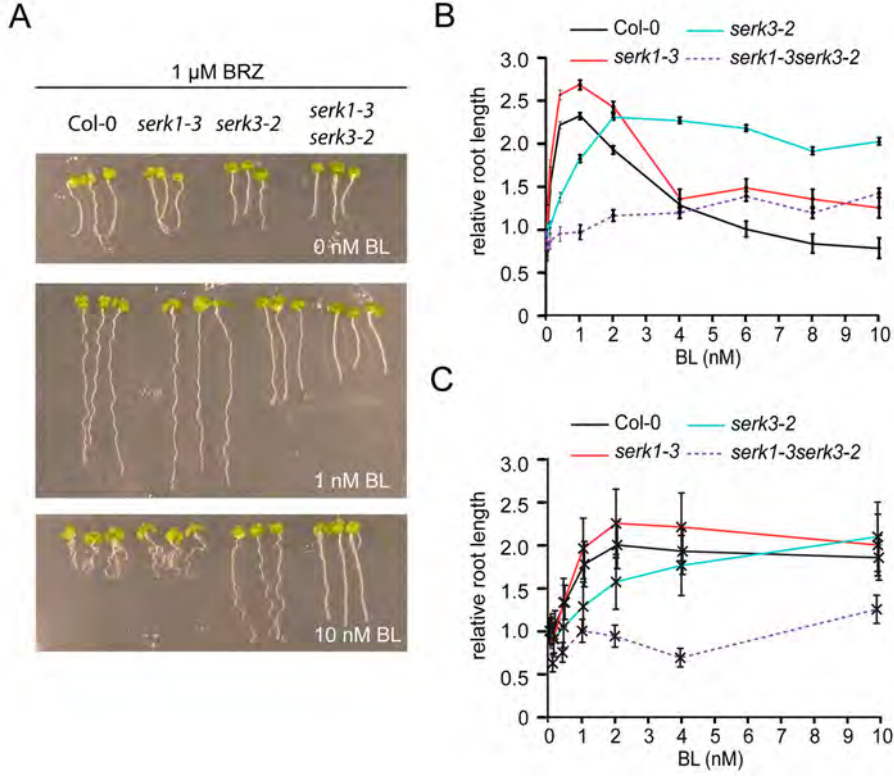 A
1 µM BRZ
Col-0 serk1-3 serk3-2 serk1-3
serk3-2
0 nM BL
1 nM BL
10 nM BL
B
Col-0 serk3-2
serk1-3 serk1-3serk3-2
relative root length
3.0
2.5
2.0
1.5
1.0
0.5
0
0 1 2 3 4 5 6 7 8 9 10
BL (nM)
C
Col-0 serk3-2
serk1-3 serk1-3serk3-2
relative root length
3.0
2.5
2.0
1.5
1.0
0.5
0
0 1 2 3 4 5 6 7 8 9 10
BL (nM)